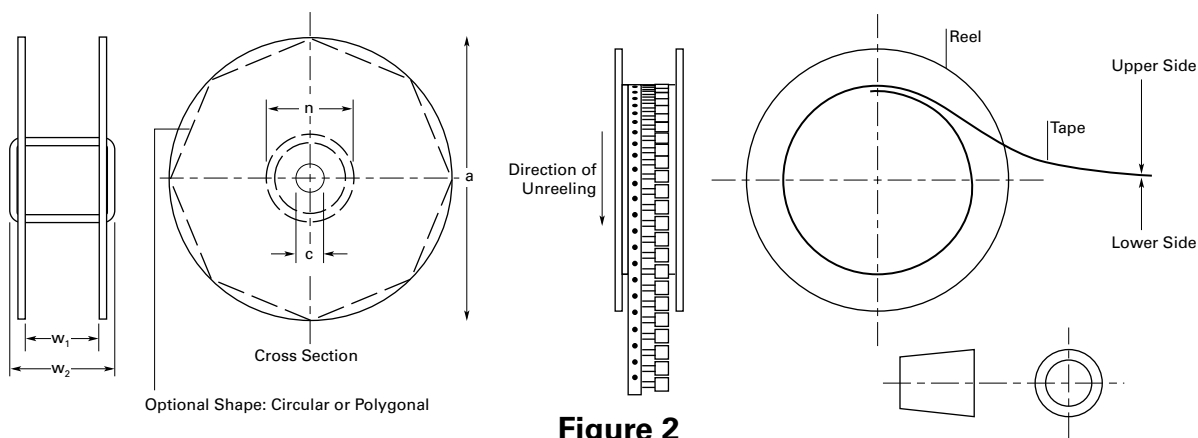 n
a
c
w₁
w₂
Cross Section
Optional Shape: Circular or Polygonal
Direction of
Unreeling
Reel
Tape
Upper Side
Lower Side
Figure 2